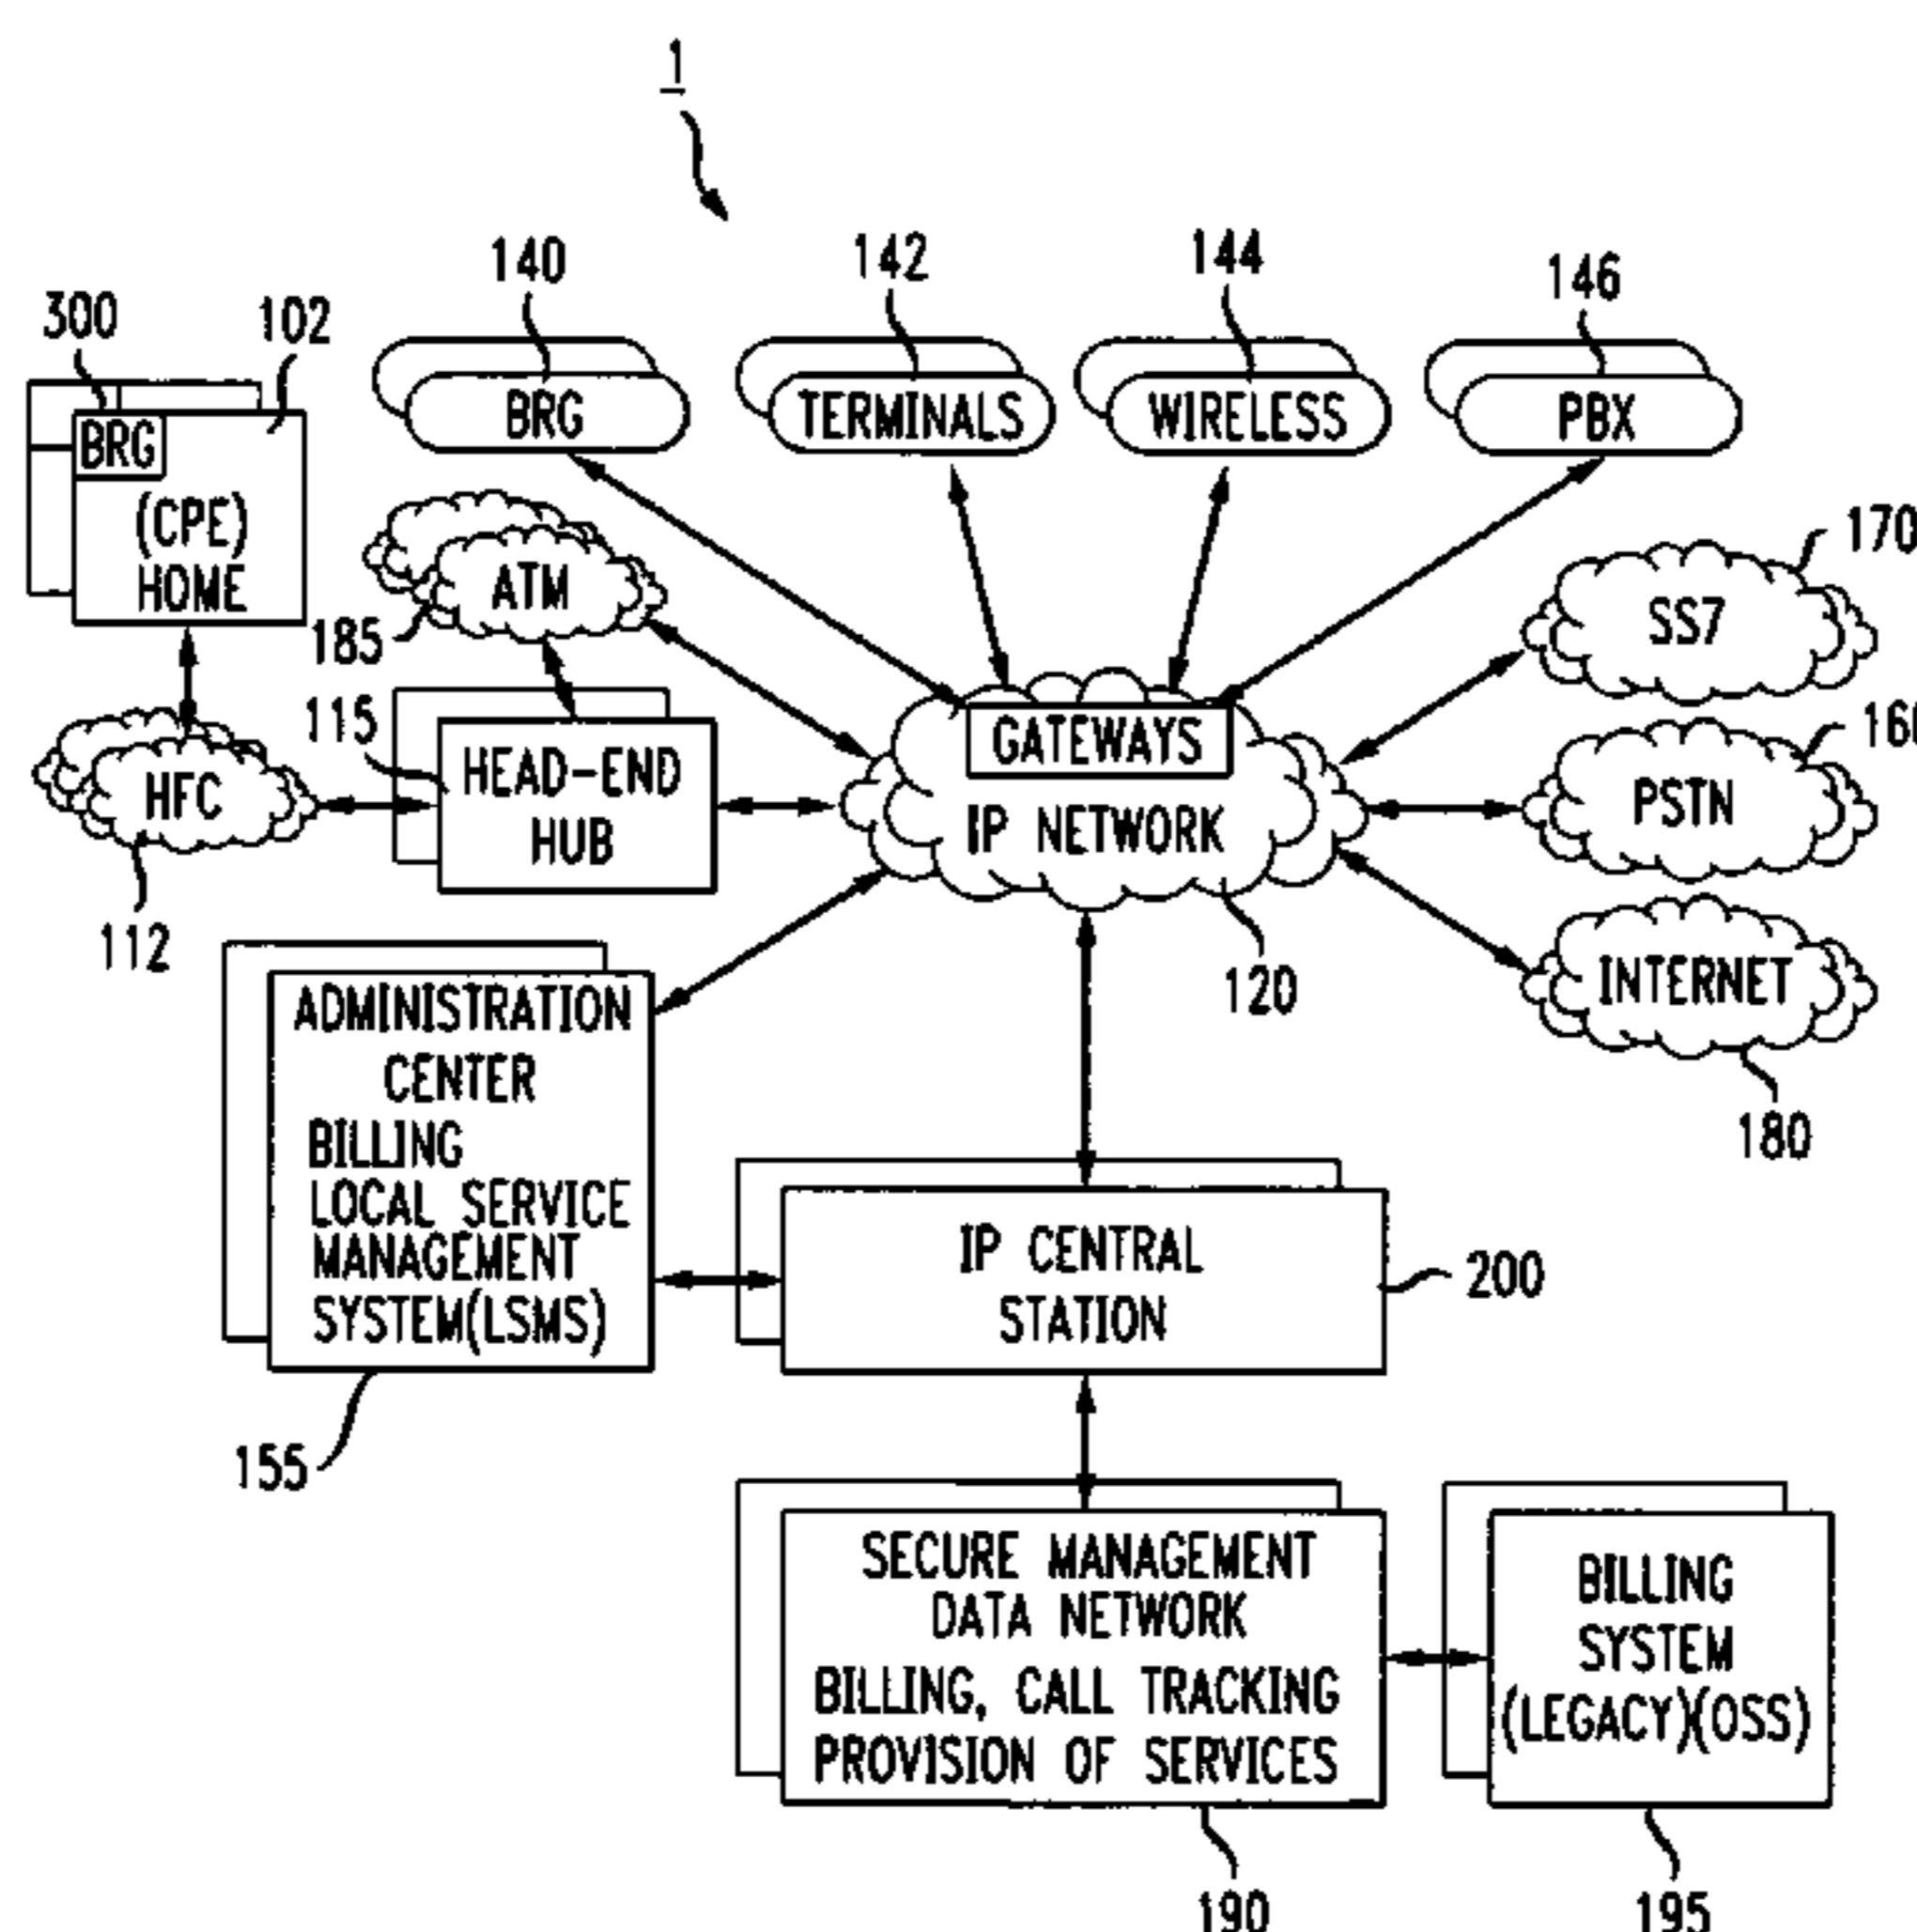 1
140
142
144
146
300
102
BRG
TERMINALS
WIRELESS
PBX
BRG
(CPE)
HOME
170
ATM
SS7
185
115
160
GATEWAYS
HEAD-END
HUB
HFC
IP NETWORK
PSTN
112
120
INTERNET
180
ADMINISTRATION
CENTER
BILLING
LOCAL SERVICE
MANAGEMENT
SYSTEM(LSMS)
IP CENTRAL
STATION
200
155
SECURE MANAGEMENT
DATA NETWORK
BILLING, CALL TRACKING
PROVISION OF SERVICES
BILLING
SYSTEM
(LEGACY)(OSS)
190
195